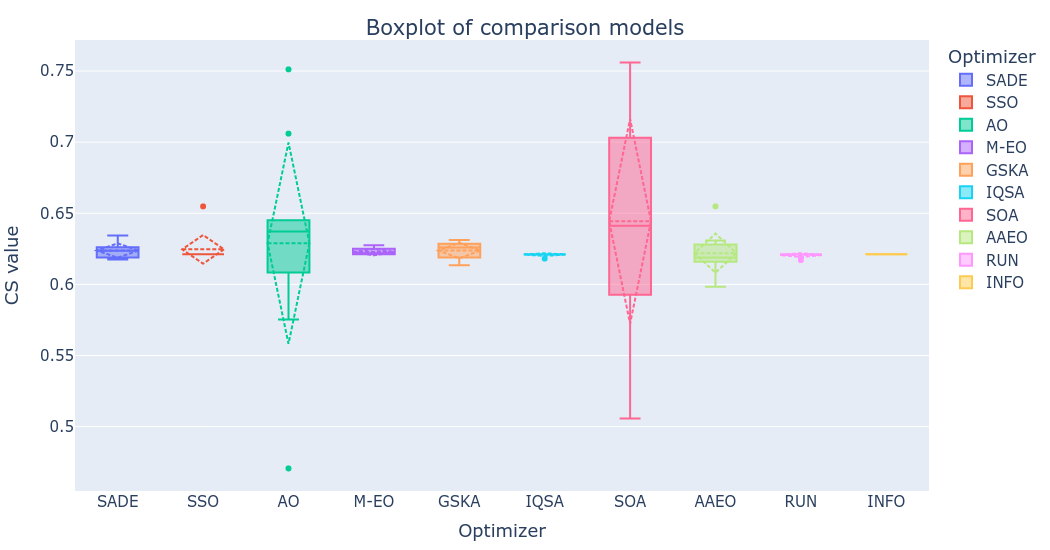 Boxplot of comparison models
CS value
0.75
0.7
0.65
0.6
0.55
0.5
SADE
SSO
AO
M-EO
GSKA
IQSA
SOA
AAEO
RUN
INFO
Optimizer
Optimizer
SADE
SSO
AO
M-EO
GSKA
IQSA
SOA
AAEO
RUN
INFO